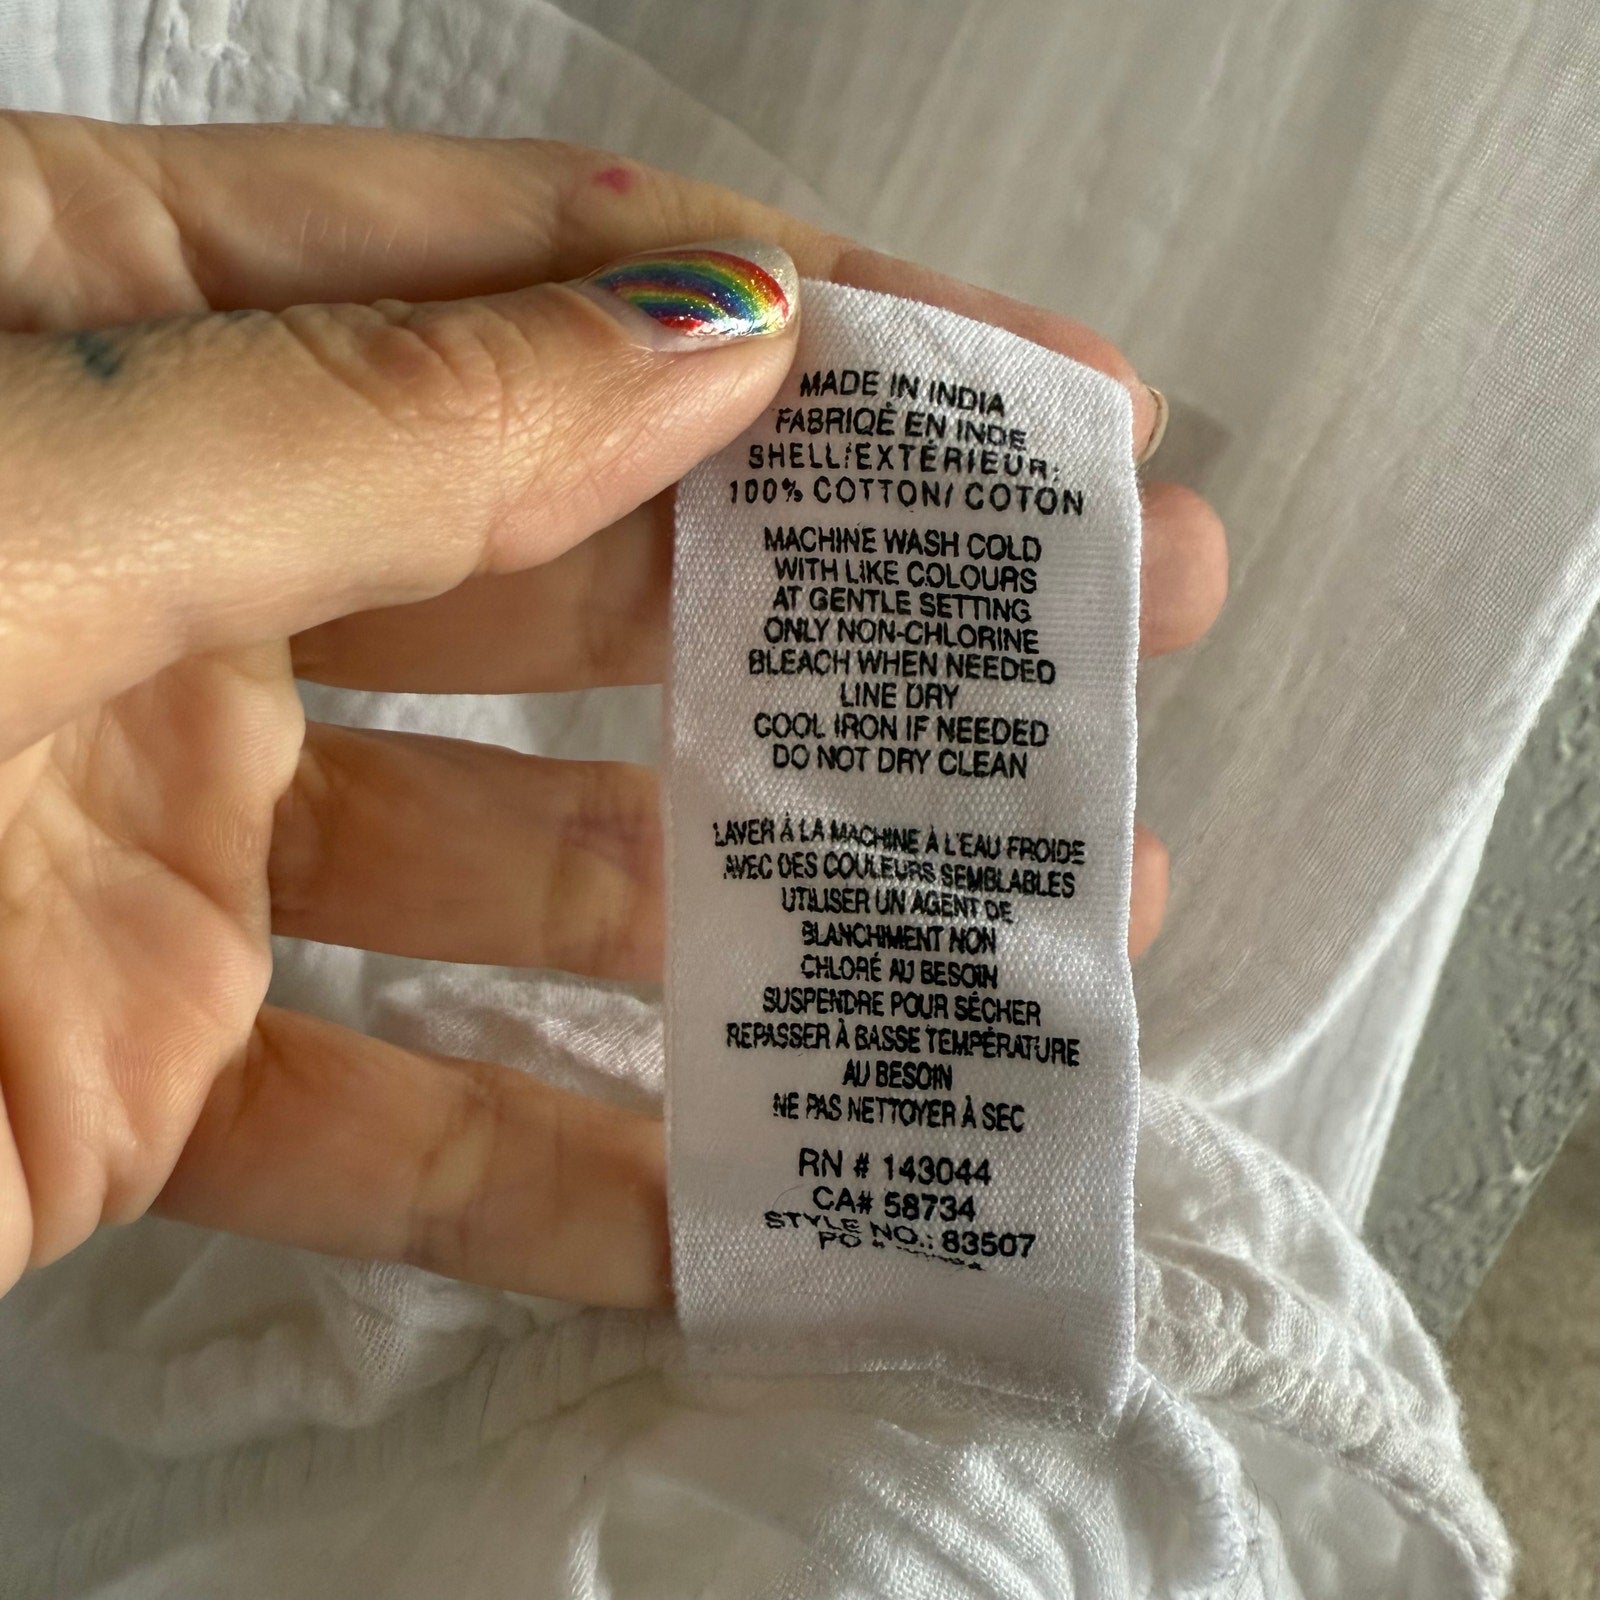 MADE IN INDIA
FABRIQÉ EN INDE
SHELL/EXTÉRIEUR:
100% COTTON/ COTON
MACHINE WASH COLD
WITH LIKE COLOURS
AT GENTLE SETTING
ONLY NON-CHLORINE
BLEACH WHEN NEEDED
LINE DRY
COOL IRON IF NEEDED
DO NOT DRY CLEAN
LAVER À LA MACHINE À L'EAU FROIDE
AVEC DES COULEURS SEMBLABLES
UTILISER UN AGENT DE
BLANCHIMENT NON
CHLORÉ AU BESOIN
SUSPENDRE POUR SÉCHER
REPASSER À BASSE TEMPÉRATURE
AU BESOIN
NE PAS NETTOYER À SEC
RN # 143044
CA# 58734
STYLE NO.: 83507
PO #